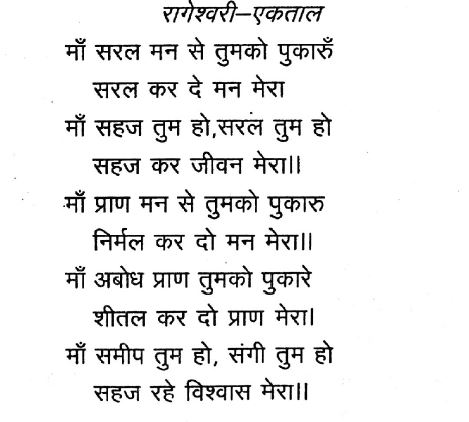 रागेश्वरी–एकताल
माँ सरल मन से तुमको पुकारुँ
सरल कर दे मन मेरा
माँ सहज तुम हो,सरल तुम हो
सहज कर जीवन मेरा॥
माँ प्राण मन से तुमको पुकारु
निर्मल कर दो मन मेरा॥
माँ अबोध प्राण तुमको पुकारे
शीतल कर दो प्राण मेरा।
माँ समीप तुम हो, संगी तुम हो
सहज रहे विश्वास मेरा॥